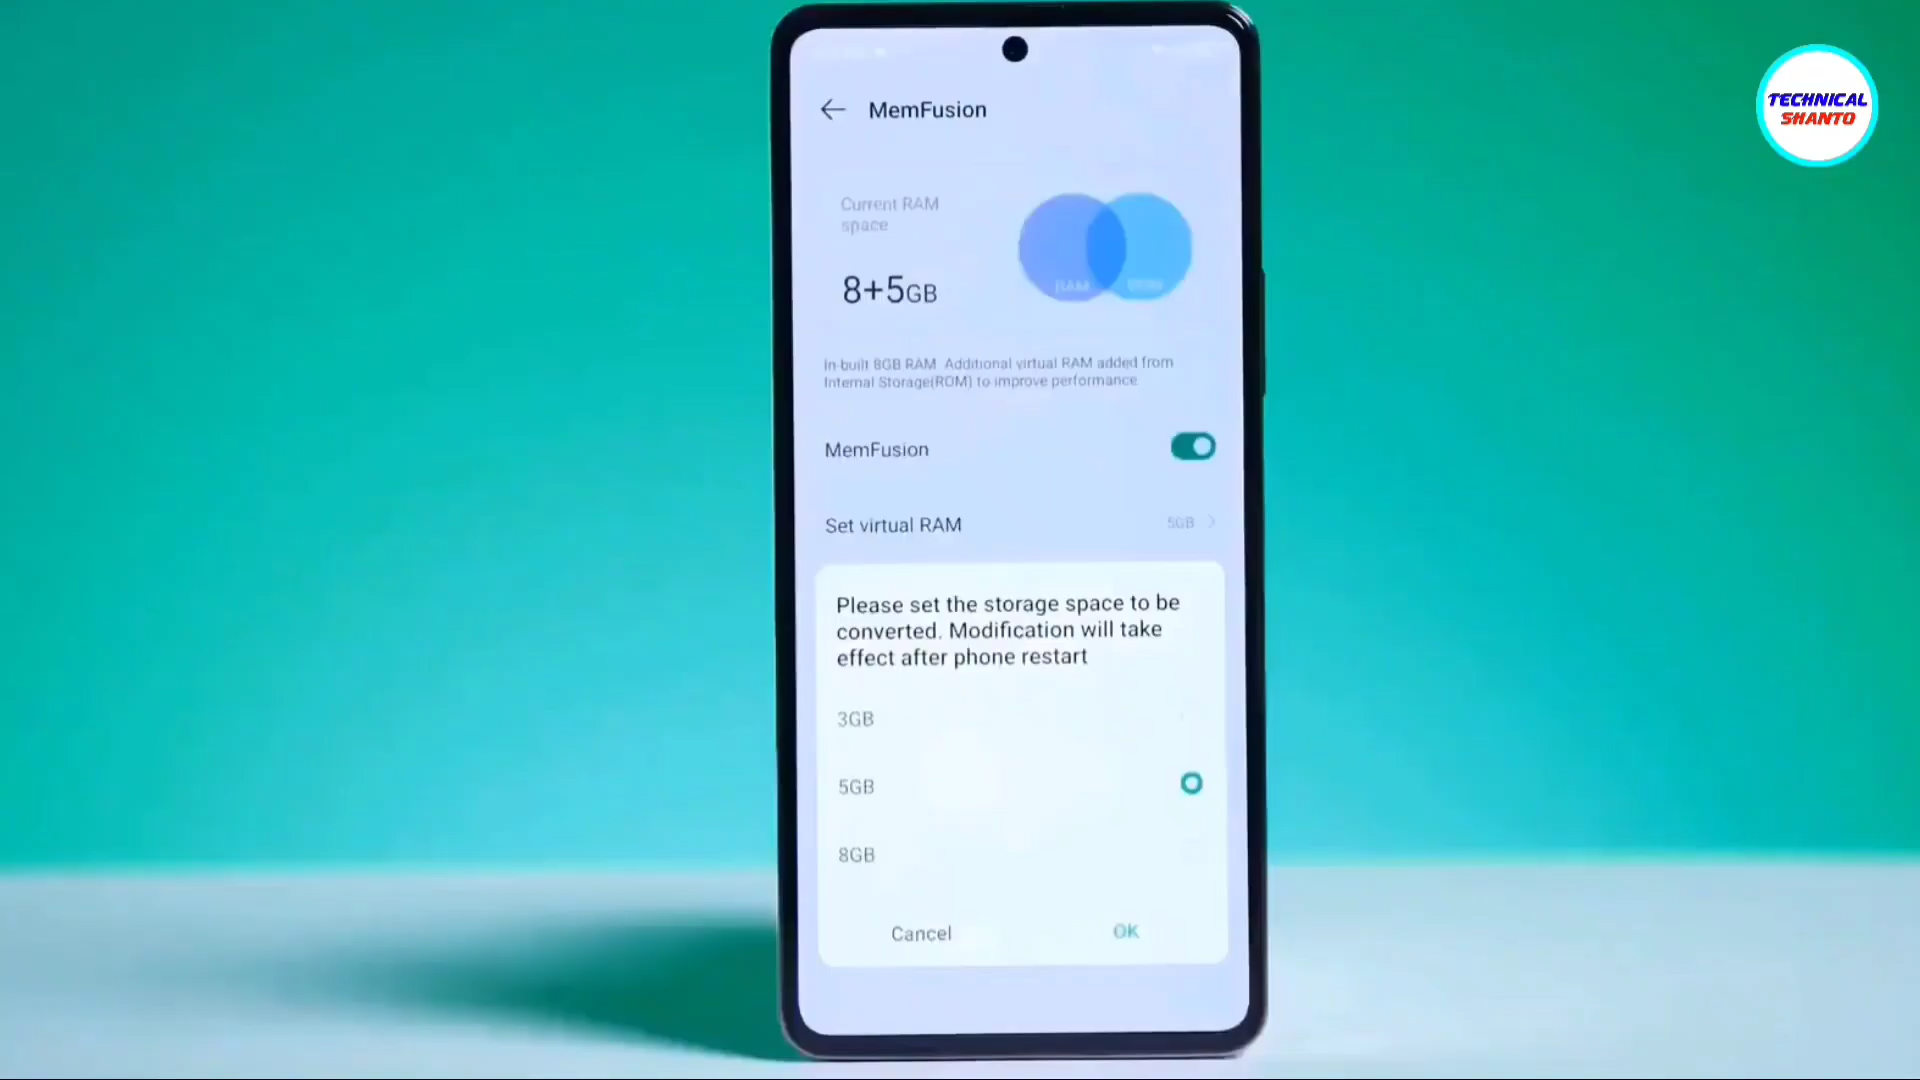 TECHNICAL
SHANTO
MemFusion
Current RAM
space
8+5GB
RAM
In-built 8GB RAM. Additional virtual RAM added from
Internal Storage(ROM) to improve performance
MemFusion
Set virtual RAM 5GB
Please set the storage space to be
converted. Modification will take
effect after phone restart
3GB
5GB
8GB
Cancel OK